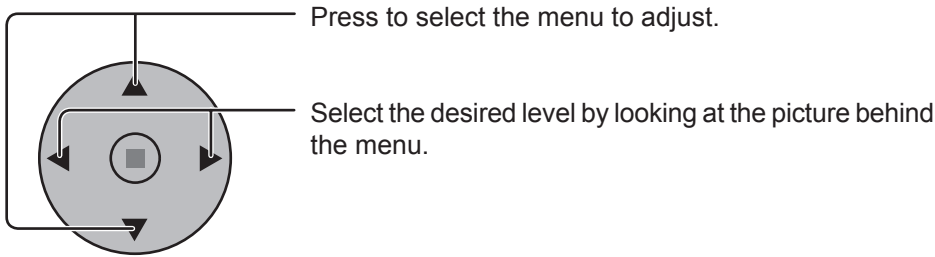 Press to select the menu to adjust.
Select the desired level by looking at the picture behind
the menu.